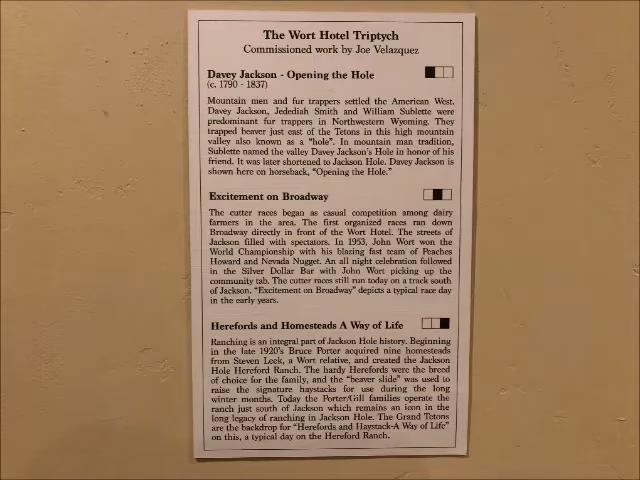 The Wort Hotel Triptych
Commissioned work by Joe Velazquez
Davey Jackson - Opening the Hole
(c. 1790 - 1837)
Mountain men and fur trappers settled the American West.
Davey Jackson, Jedediah Smith and William Sublette were
predominant fur trappers in Northwestern Wyoming. They
trapped beaver just east of the Tetons in this high mountain
valley also known as a "hole". In mountain man tradition,
Sublette named the valley Davey Jackson's Hole in honor of his
friend. It was later shortened to Jackson Hole. Davey Jackson is
shown here on horseback, "Opening the Hole."
Excitement on Broadway
The cutter races began as casual competition among dairy
farmers in the area. The first organized races ran down
Broadway directly in front of the Wort Hotel. The streets of
Jackson filled with spectators. In 1953, John Wort won the
World Championship with his blazing fast team of Peaches
Howard and Nevada Nugget. An all night celebration followed
in the Silver Dollar Bar with John Wort picking up the
community tab. The cutter races still run today on a track south
of Jackson. "Excitement on Broadway" depicts a typical race day
in the early years.
Herefords and Homesteads A Way of Life
Ranching is an integral part of Jackson Hole history. Beginning
in the late 1920's Bruce Porter acquired nine homesteads
from Steven Leek, a Wort relative, and created the Jackson
Hole Hereford Ranch. The hardy Herefords were the breed
of choice for the family, and the "beaver slide" was used to
raise the signature haystacks for use during the long
winter months. Today the Porter/Gill families operate the
ranch just south of Jackson which remains an icon in the
long legacy of ranching in Jackson Hole. The Grand Tetons
are the backdrop for "Herefords and Haystack-A Way of Life"
on this, a typical day on the Hereford Ranch.